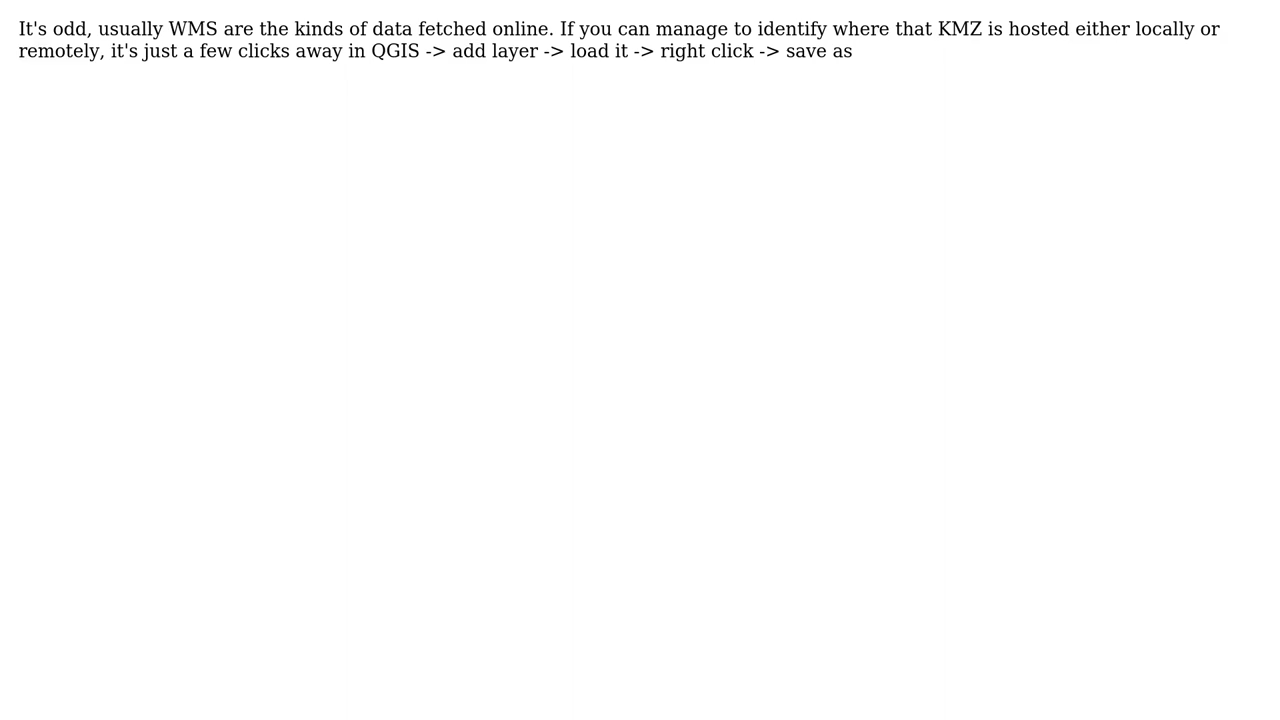 It's odd, usually WMS are the kinds of data fetched online. If you can manage to identify where that KMZ is hosted either locally or
remotely, it's just a few clicks away in QGIS -> add layer -> load it -> right click -> save as